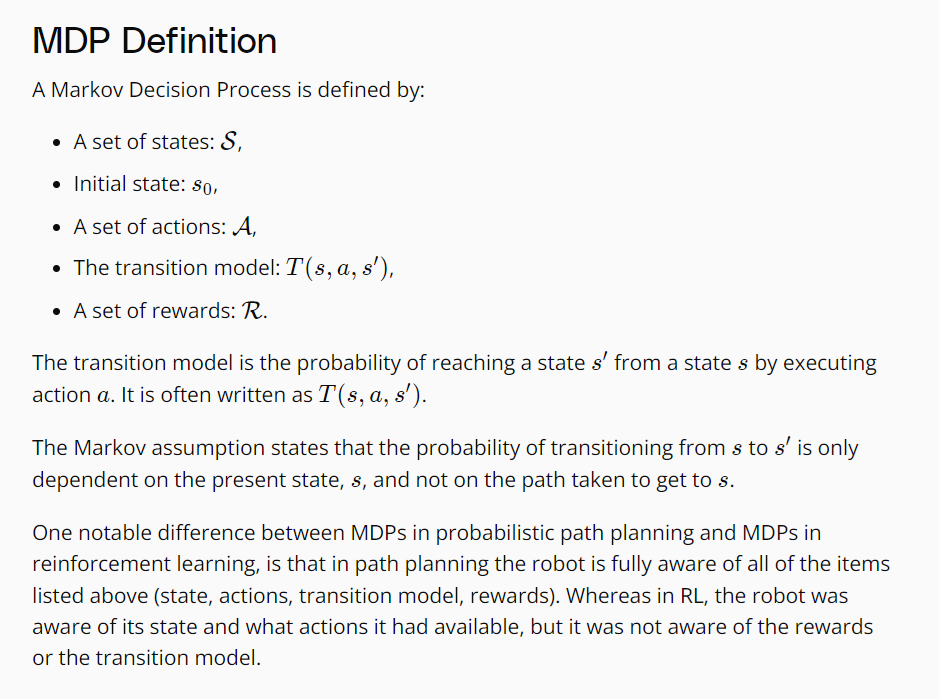 MDP Definition
A Markov Decision Process is defined by:
• A set of states: 𝒮,
• Initial state: s₀,
• A set of actions: 𝒜,
• The transition model: T(s, a, s′),
• A set of rewards: ℛ.
The transition model is the probability of reaching a state s′ from a state s by executing
action a. It is often written as T(s, a, s′).
The Markov assumption states that the probability of transitioning from s to s′ is only
dependent on the present state, s, and not on the path taken to get to s.
One notable difference between MDPs in probabilistic path planning and MDPs in
reinforcement learning, is that in path planning the robot is fully aware of all of the items
listed above (state, actions, transition model, rewards). Whereas in RL, the robot was
aware of its state and what actions it had available, but it was not aware of the rewards
or the transition model.